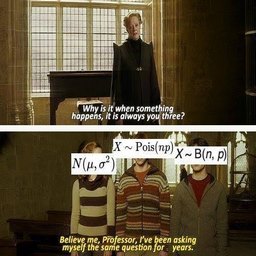 Why is it when something
happens, it is always you three?
X ~ Pois(np)
N(μ, σ²)
X ~ B(n, p)
Believe me, Professor, I've been asking
myself the same question for years.